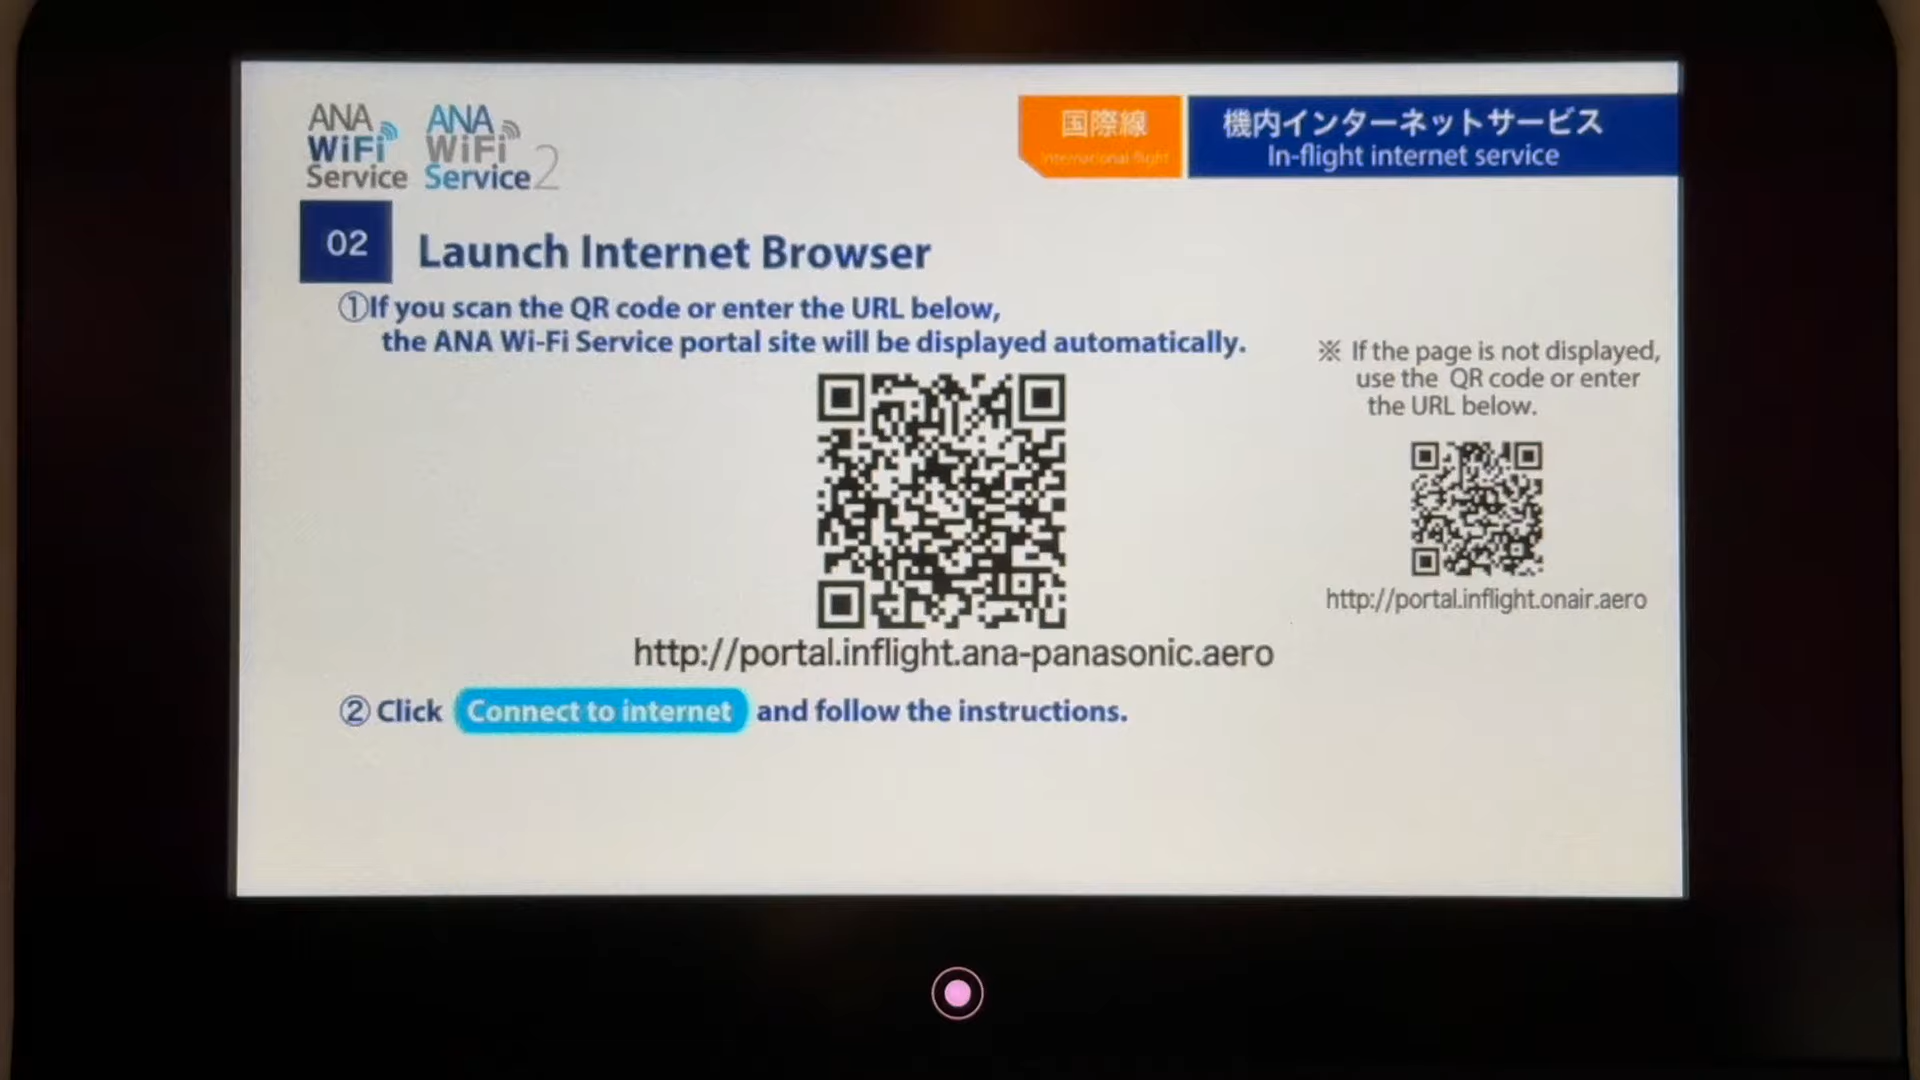 ANA
WiFi
Service
ANA
WiFi
Service2
国際線
International flight
機内インターネットサービス
In-flight internet service
02
Launch Internet Browser
①If you scan the QR code or enter the URL below,
the ANA Wi-Fi Service portal site will be displayed automatically.
※ If the page is not displayed,
use the QR code or enter
the URL below.
http://portal.inflight.onair.aero
http://portal.inflight.ana-panasonic.aero
② Click Connect to internet and follow the instructions.